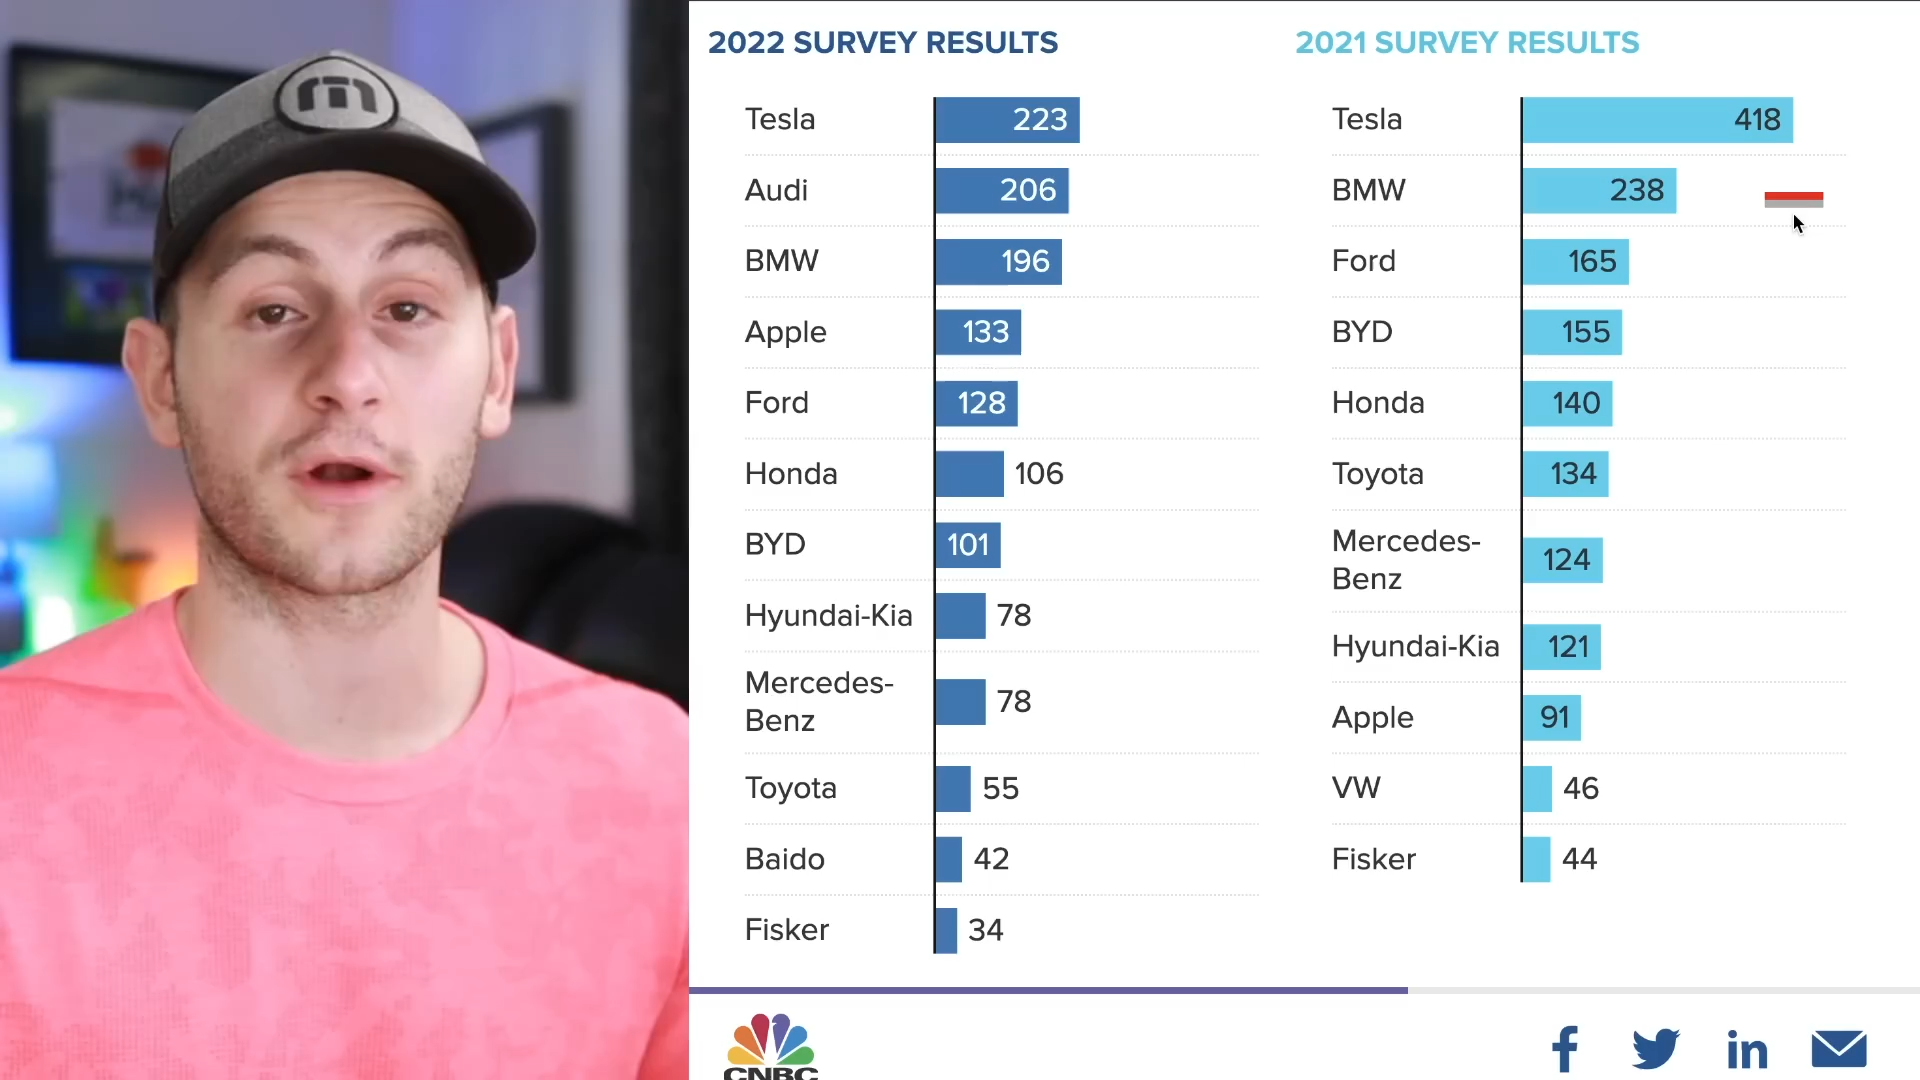 2022 SURVEY RESULTS
Tesla 223
Audi 206
BMW 196
Apple 133
Ford 128
Honda 106
BYD 101
Hyundai-Kia 78
Mercedes-
Benz 78
Toyota 55
Baido 42
Fisker 34
2021 SURVEY RESULTS
Tesla 418
BMW 238
Ford 165
BYD 155
Honda 140
Toyota 134
Mercedes-
Benz 124
Hyundai-Kia 121
Apple 91
VW 46
Fisker 44
CNBC
f
in